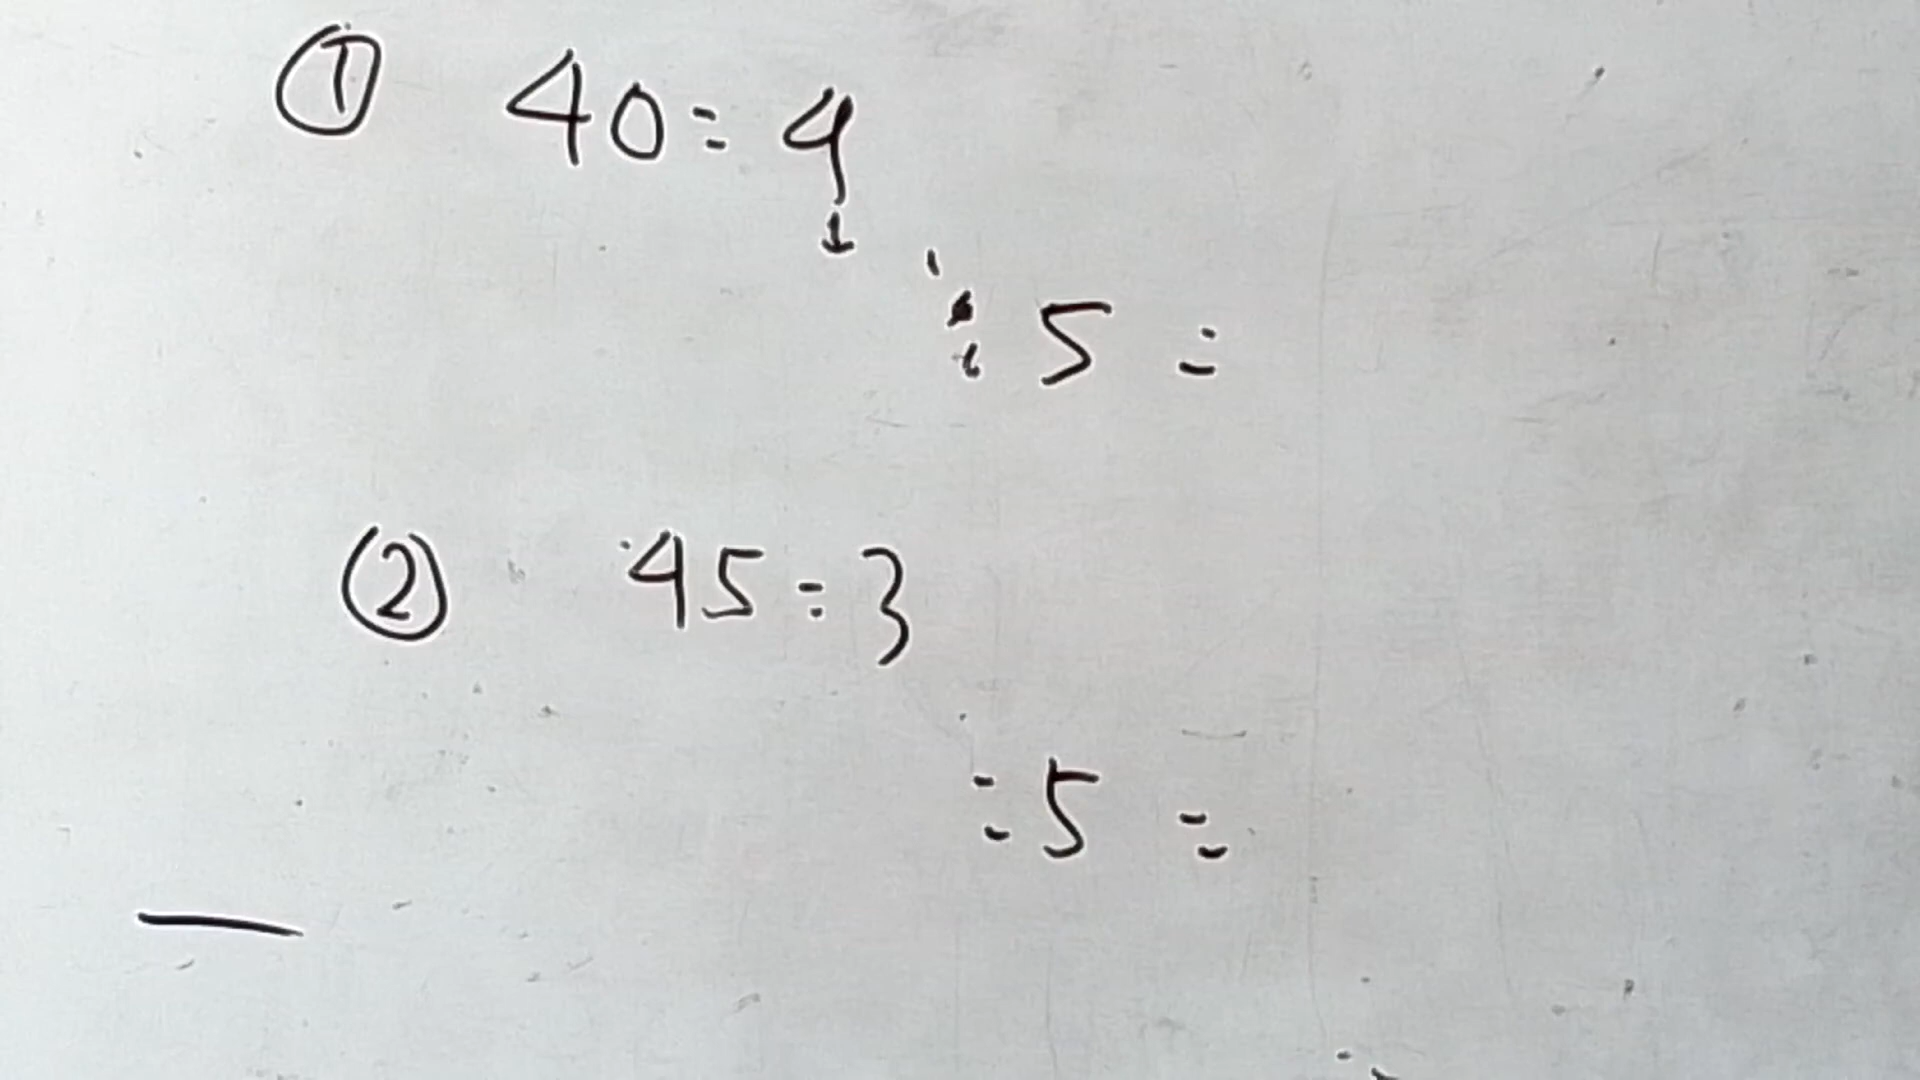 ① 40 = 4
: 5 =
② 45 = 3
= 5 =